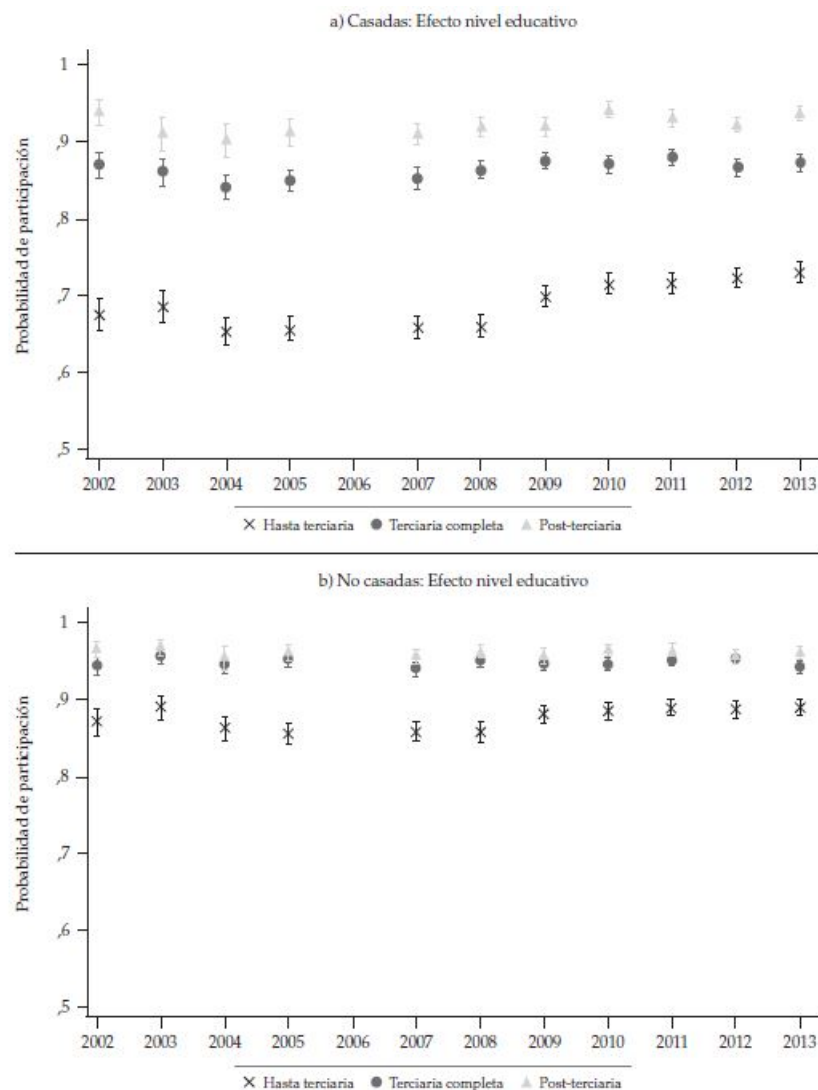 a) Casadas: Efecto nivel educativo
Probabilidad de participación
1
,9
,8
,7
,6
,5
2002 2003 2004 2005 2006 2007 2008 2009 2010 2011 2012 2013
Hasta terciaria Terciaria completa Post-terciaria
b) No casadas: Efecto nivel educativo
Probabilidad de participación
1
,9
,8
,7
,6
,5
2002 2003 2004 2005 2006 2007 2008 2009 2010 2011 2012 2013
Hasta terciaria Terciaria completa Post-terciaria